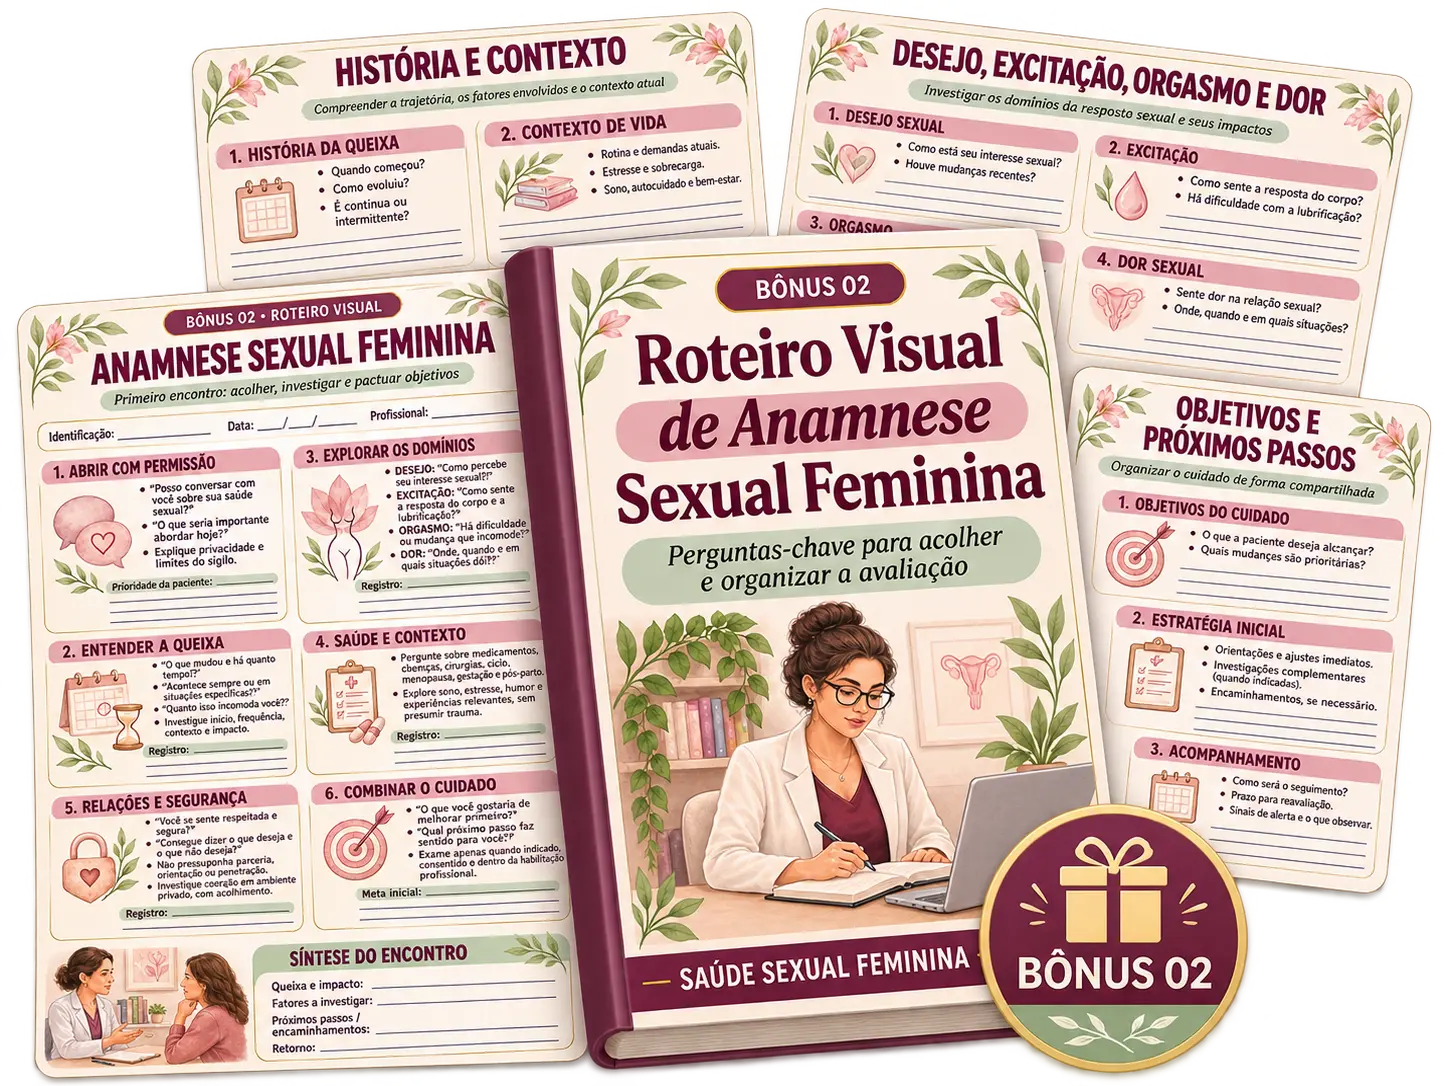 HISTÓRIA E CONTEXTO
Compreender a trajetória, os fatores envolvidos e o contexto atual
1. HISTÓRIA DA QUEIXA
• Quando começou?
• Como evoluiu?
• É contínua ou
intermittente?
2. CONTEXTO DE VIDA
• Rotina e demandas atuais.
• Estresse e sobrecarga.
• Sono, autocuidado e bem-estar.
DESEJO, EXCITAÇÃO, ORGASMO E DOR
Investigar os domínios da resposta sexual e seus impactos
1. DESEJO SEXUAL
• Como está seu interesse sexual?
• Houve mudanças recentes?
2. EXCITAÇÃO
• Como sente a resposta do corpo?
• Há dificuldade com a lubrificação?
3. ORGASMO
4. DOR SEXUAL
• Sente dor na relação sexual?
• Onde, quando e em quais situações?
BÔNUS 02 • ROTEIRO VISUAL
ANAMNESE SEXUAL FEMININA
Primeiro encontro: acolher, investigar e pactuar objetivos
Identificação: Data: __/__/__ Profissional:
1. ABRIR COM PERMISSÃO
• "Posso conversar com
você sobre sua saúde
sexual?"
• "O que seria importante
abordar hoje?"
• Explique privacidade e
limites do sigilo.
Prioridade da paciente:
2. ENTENDER A QUEIXA
• "O que mudou e há quanto
tempo?"
• "Acontece sempre ou em
situações específicas?"
• "Quanto isso incomoda você?"
• Investigue início, frequência,
contexto e impacto.
Registro:
3. EXPLORAR OS DOMÍNIOS
• DESEJO: "Como percebe
seu interesse sexual?"
• EXCITAÇÃO: "Como sente
a resposta do corpo e a
lubrificação?"
• ORGASMO: "Há dificuldade
ou mudança que incomode?"
• DOR: "Onde, quando e em
quais situações dói?"
Registro:
4. SAÚDE E CONTEXTO
• Pergunte sobre medicamentos,
cirurgias, ciclo,
menopausa, gestação e pós-parto.
• Explore sono, estresse, humor e
experiências relevantes, sem
presumir trauma.
Registro:
5. RELAÇÕES E SEGURANÇA
• "Você se sente respeitada e
segura?"
• "Consegue dizer o que deseja e
o que não deseja?"
• Não pressuponha parceria,
orientação ou penetração.
• Investigue coerção em ambiente
privado, com acolhimento.
Registro:
6. COMBINAR O CUIDADO
• "O que você gostaria de
melhorar primeiro?"
• "Qual próximo passo faz
sentido para você?"
• Exame apenas quando indicado,
consentido e dentro da habilitação
profissional.
Meta inicial:
SÍNTESE DO ENCONTRO
Queixa e impacto:
Fatores a investigar:
Próximos passos /
encaminhamentos:
Retorno:
BÔNUS 02
Roteiro Visual
de Anamnese
Sexual Feminina
Perguntas-chave para acolher
e organizar a avaliação
SAÚDE SEXUAL FEMININA
OBJETIVOS E
PRÓXIMOS PASSOS
Organizar o cuidado de forma compartilhada
1. OBJETIVOS DO CUIDADO
• O que a paciente deseja alcançar?
• Quais mudanças são prioritárias?
2. ESTRATÉGIA INICIAL
• Orientações e ajustes imediatos.
• Investigações complementares
(quando indicadas).
• Encaminhamentos, se necessário.
3. ACOMPANHAMENTO
• Como será o seguimento?
• Prazo para reavaliação.
• Sinais de alerta e o que observar.
BÔNUS 02